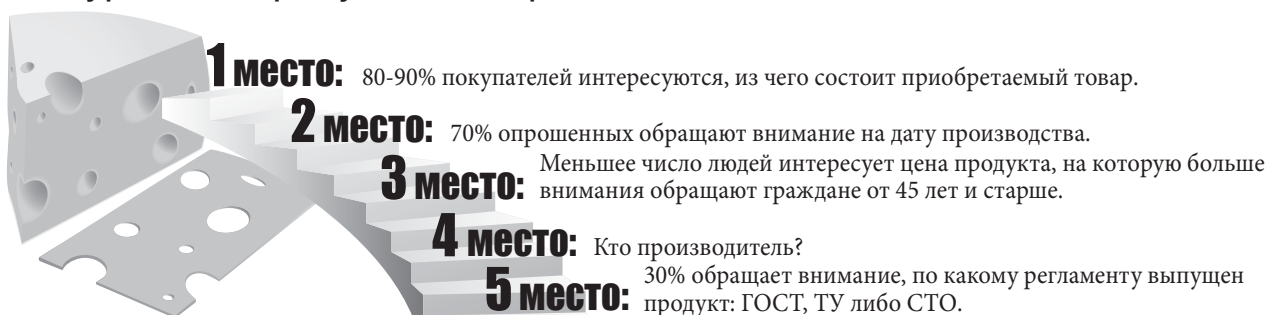 1 место: 80-90% покупателей интересуются, из чего состоит приобретаемый товар.
2 место: 70% опрошенных обращают внимание на дату производства.
3 место: Меньшее число людей интересует цена продукта, на которую больше
внимания обращают граждане от 45 лет и старше.
4 место: Кто производитель?
5 место: 30% обращает внимание, по какому регламенту выпущен
продукт: ГОСТ, ТУ либо СТО.